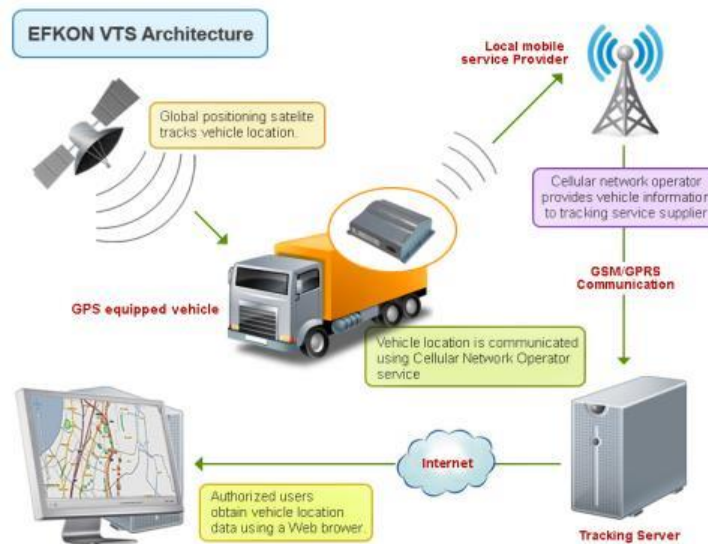 EFKON VTS Architecture
Local mobile
service Provider
Global positioning satelite
tracks vehicle location.
Cellular network operator
provides vehicle information
to tracking service supplier
GSM/GPRS
Communication
GPS equipped vehicle
Vehicle location is communicated
using Cellular Network Operator
service
Internet
Authorized users
obtain vehicle location
data using a Web brower.
Tracking Server